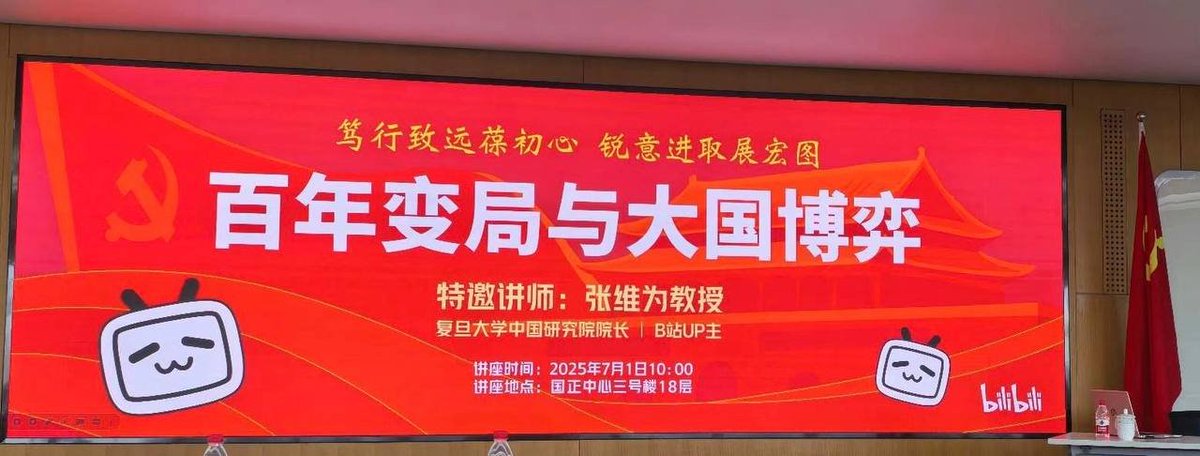 笃行致远葆初心 锐意进取展宏图
百年变局与大国博弈
特邀讲师：张维为教授
复旦大学中国研究院院长 | B站UP主
讲座时间：2025年7月1日10:00
讲座地点：国正中心三号楼18层
bilibili